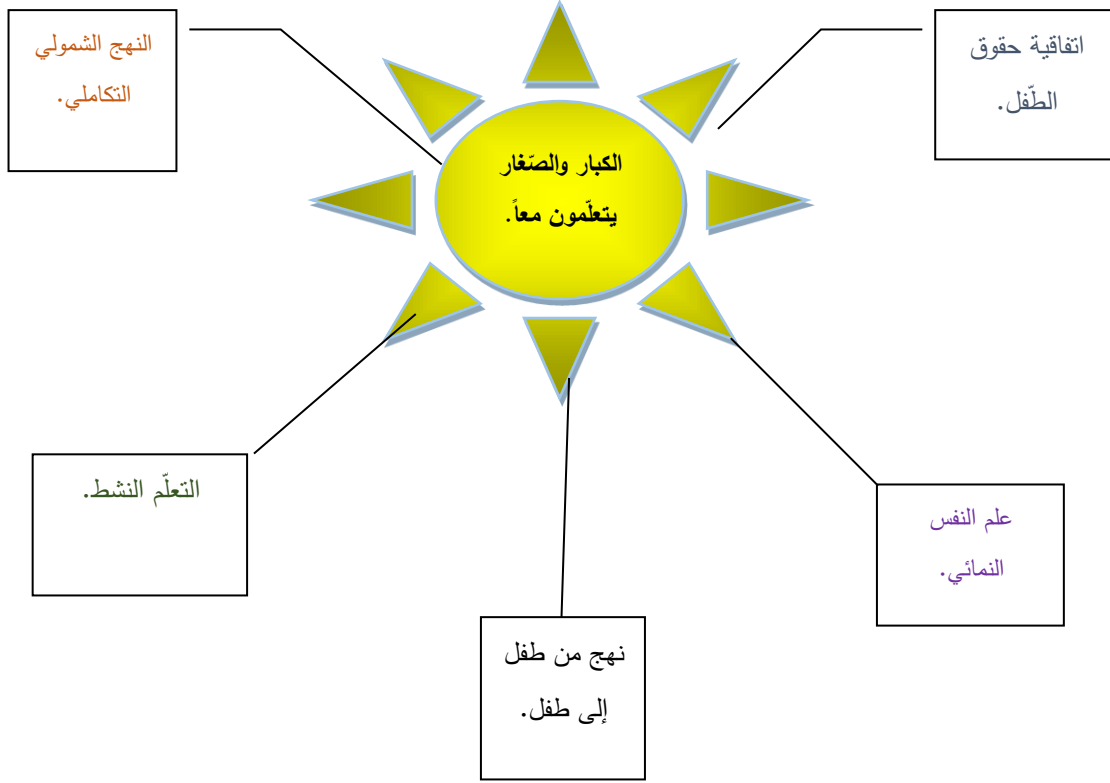 اتفاقية حقوق
الطّفل.
النهج الشمولي
التكاملي.
الكبار والصّغار
يتعلّمون معاً.
التعلّم النشط.
علم النفس
النمائي.
نهج من طفل
إلى طفل.